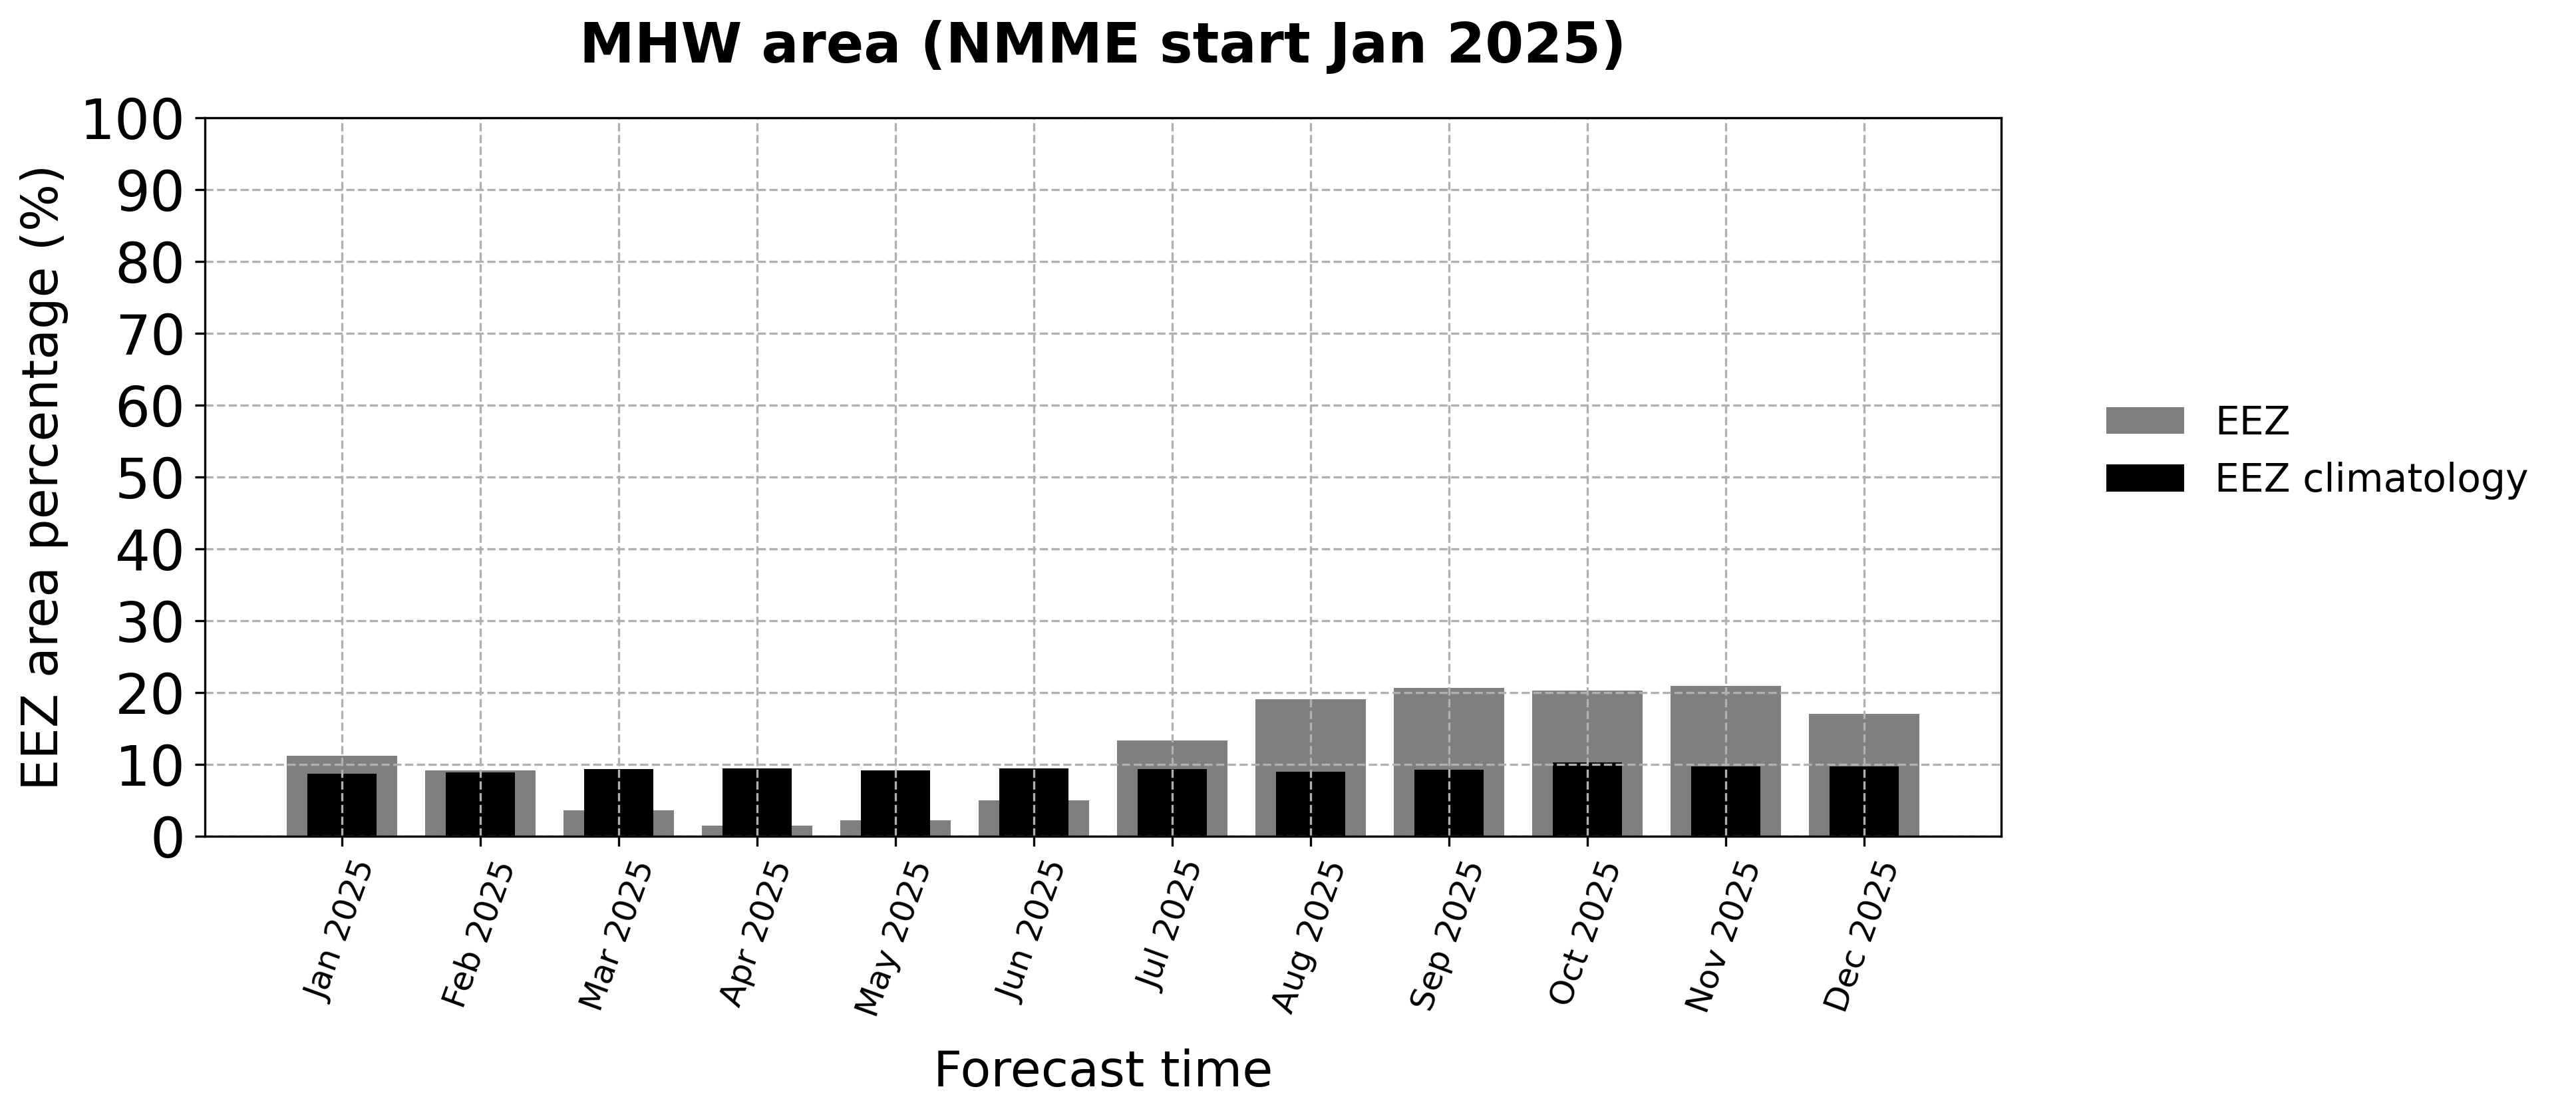 MHW area (NMME start Jan 2025)
EEZ area percentage (%)
100
90
80
70
60
50
40
30
20
10
0
Jan 2025
Feb 2025
Mar 2025
Apr 2025
May 2025
Jun 2025
Jul 2025
Aug 2025
Sep 2025
Oct 2025
Nov 2025
Dec 2025
Forecast time
EEZ
EEZ climatology